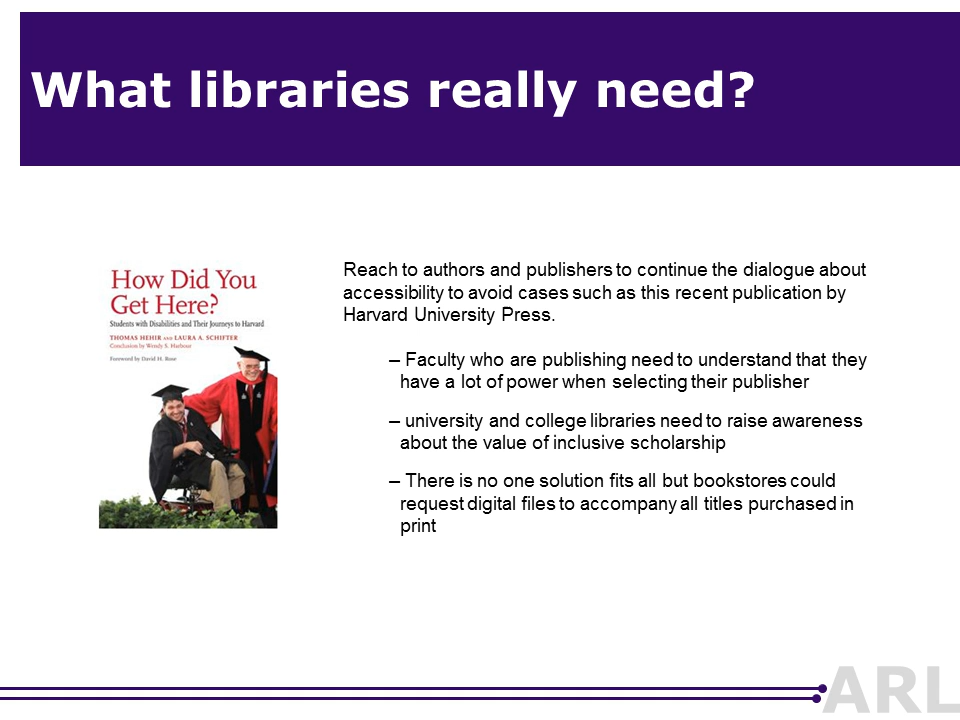 What libraries really need?
How Did You
Get Here?
Students with Disabilities and Their Journeys to Harvard
THOMAS HEHIR AND LAURA A. SCHIFTER
Conclusion by Wendy S. Harbour
Foreword by David H. Rose
Reach to authors and publishers to continue the dialogue about
accessibility to avoid cases such as this recent publication by
Harvard University Press.
– Faculty who are publishing need to understand that they
have a lot of power when selecting their publisher
– university and college libraries need to raise awareness
about the value of inclusive scholarship
– There is no one solution fits all but bookstores could
request digital files to accompany all titles purchased in
print
ARL